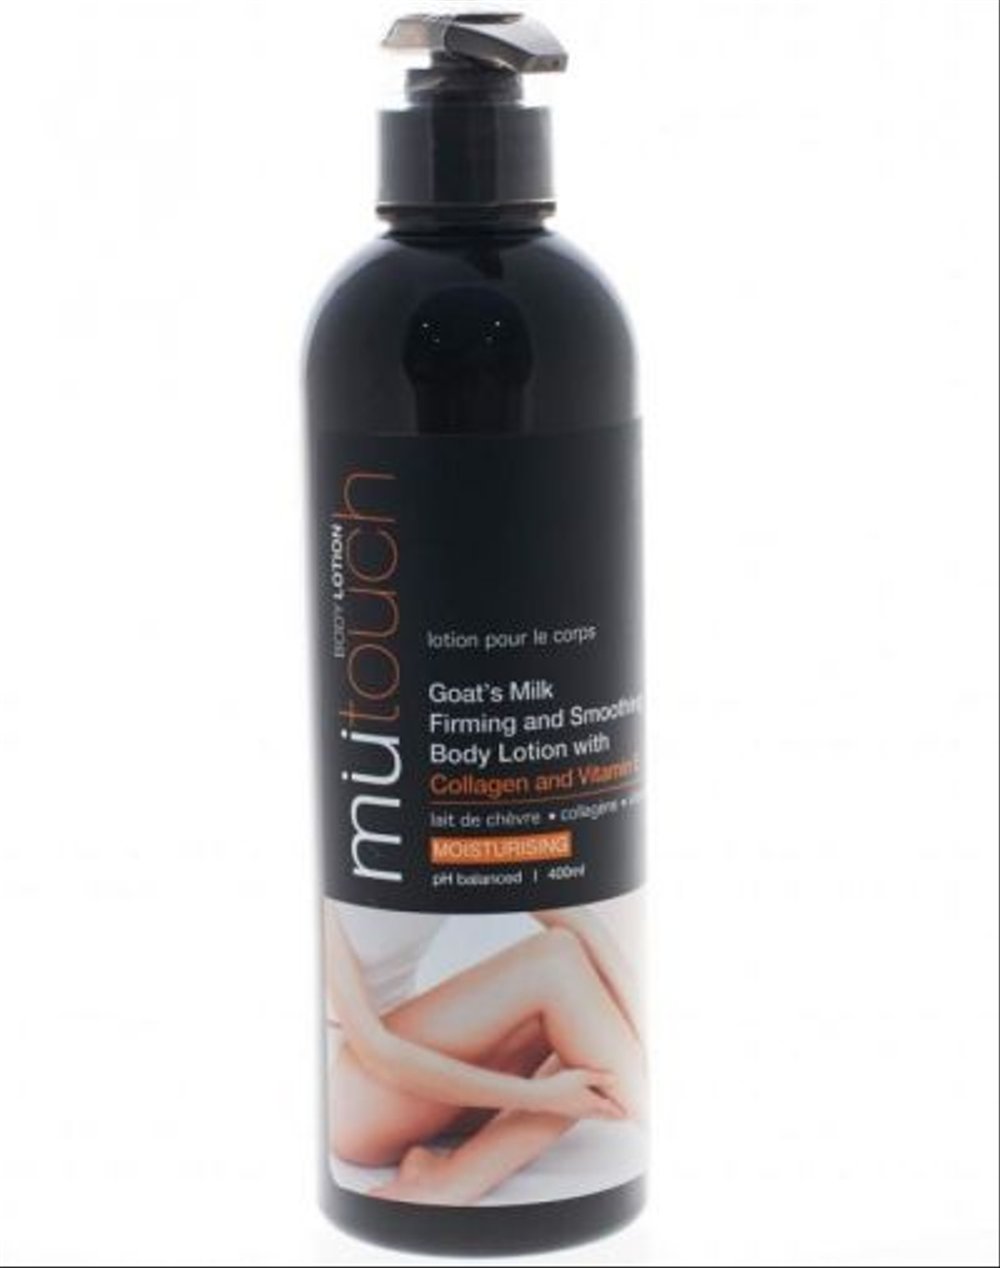 BODY LOTION
mütouch
lotion pour le corps
Goat's Milk
Firming and Smoothing
Body Lotion with
Collagen and Vitamin E
lait de chèvre • collagène •
MOISTURISING
pH balanced | 400ml